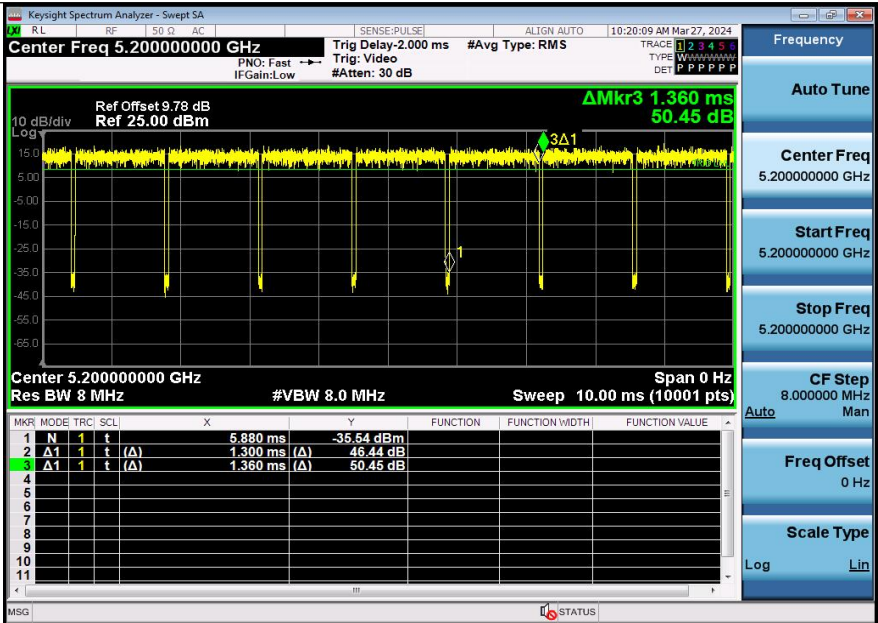 Keysight Spectrum Analyzer - Swept SA
LXI RL RF 50 Ω AC SENSE:PULSE ALIGN AUTO 10:20:09 AM Mar 27, 2024
Center Freq 5.200000000 GHz
PNO: Fast
IFGain:Low
Trig Delay-2.000 ms
Trig: Video
#Atten: 30 dB
#Avg Type: RMS
TRACE 1 2 3 4 5 6
TYPE WWWWWW
DET P P P P P P
Ref Offset 9.78 dB
10 dB/div Ref 25.00 dBm
Log
ΔMkr3 1.360 ms
50.45 dB
3Δ1
15.0
5.00
-5.00
-15.0
-25.0
1
-35.0
-45.0
-55.0
-65.0
Center 5.200000000 GHz Span 0 Hz
Res BW 8 MHz #VBW 8.0 MHz Sweep 10.00 ms (10001 pts)
MKR MODE TRC SCL X Y FUNCTION FUNCTION WIDTH FUNCTION VALUE
1 N 1 t 5.880 ms -35.54 dBm
2 Δ1 1 t (Δ) 1.300 ms (Δ) 46.44 dB
3 Δ1 1 t (Δ) 1.360 ms (Δ) 50.45 dB
4
5
6
7
8
9
10
11
MSG STATUS
Frequency
Auto Tune
Center Freq
5.200000000 GHz
Start Freq
5.200000000 GHz
Stop Freq
5.200000000 GHz
CF Step
8.000000 MHz
Auto Man
Freq Offset
0 Hz
Scale Type
Log Lin